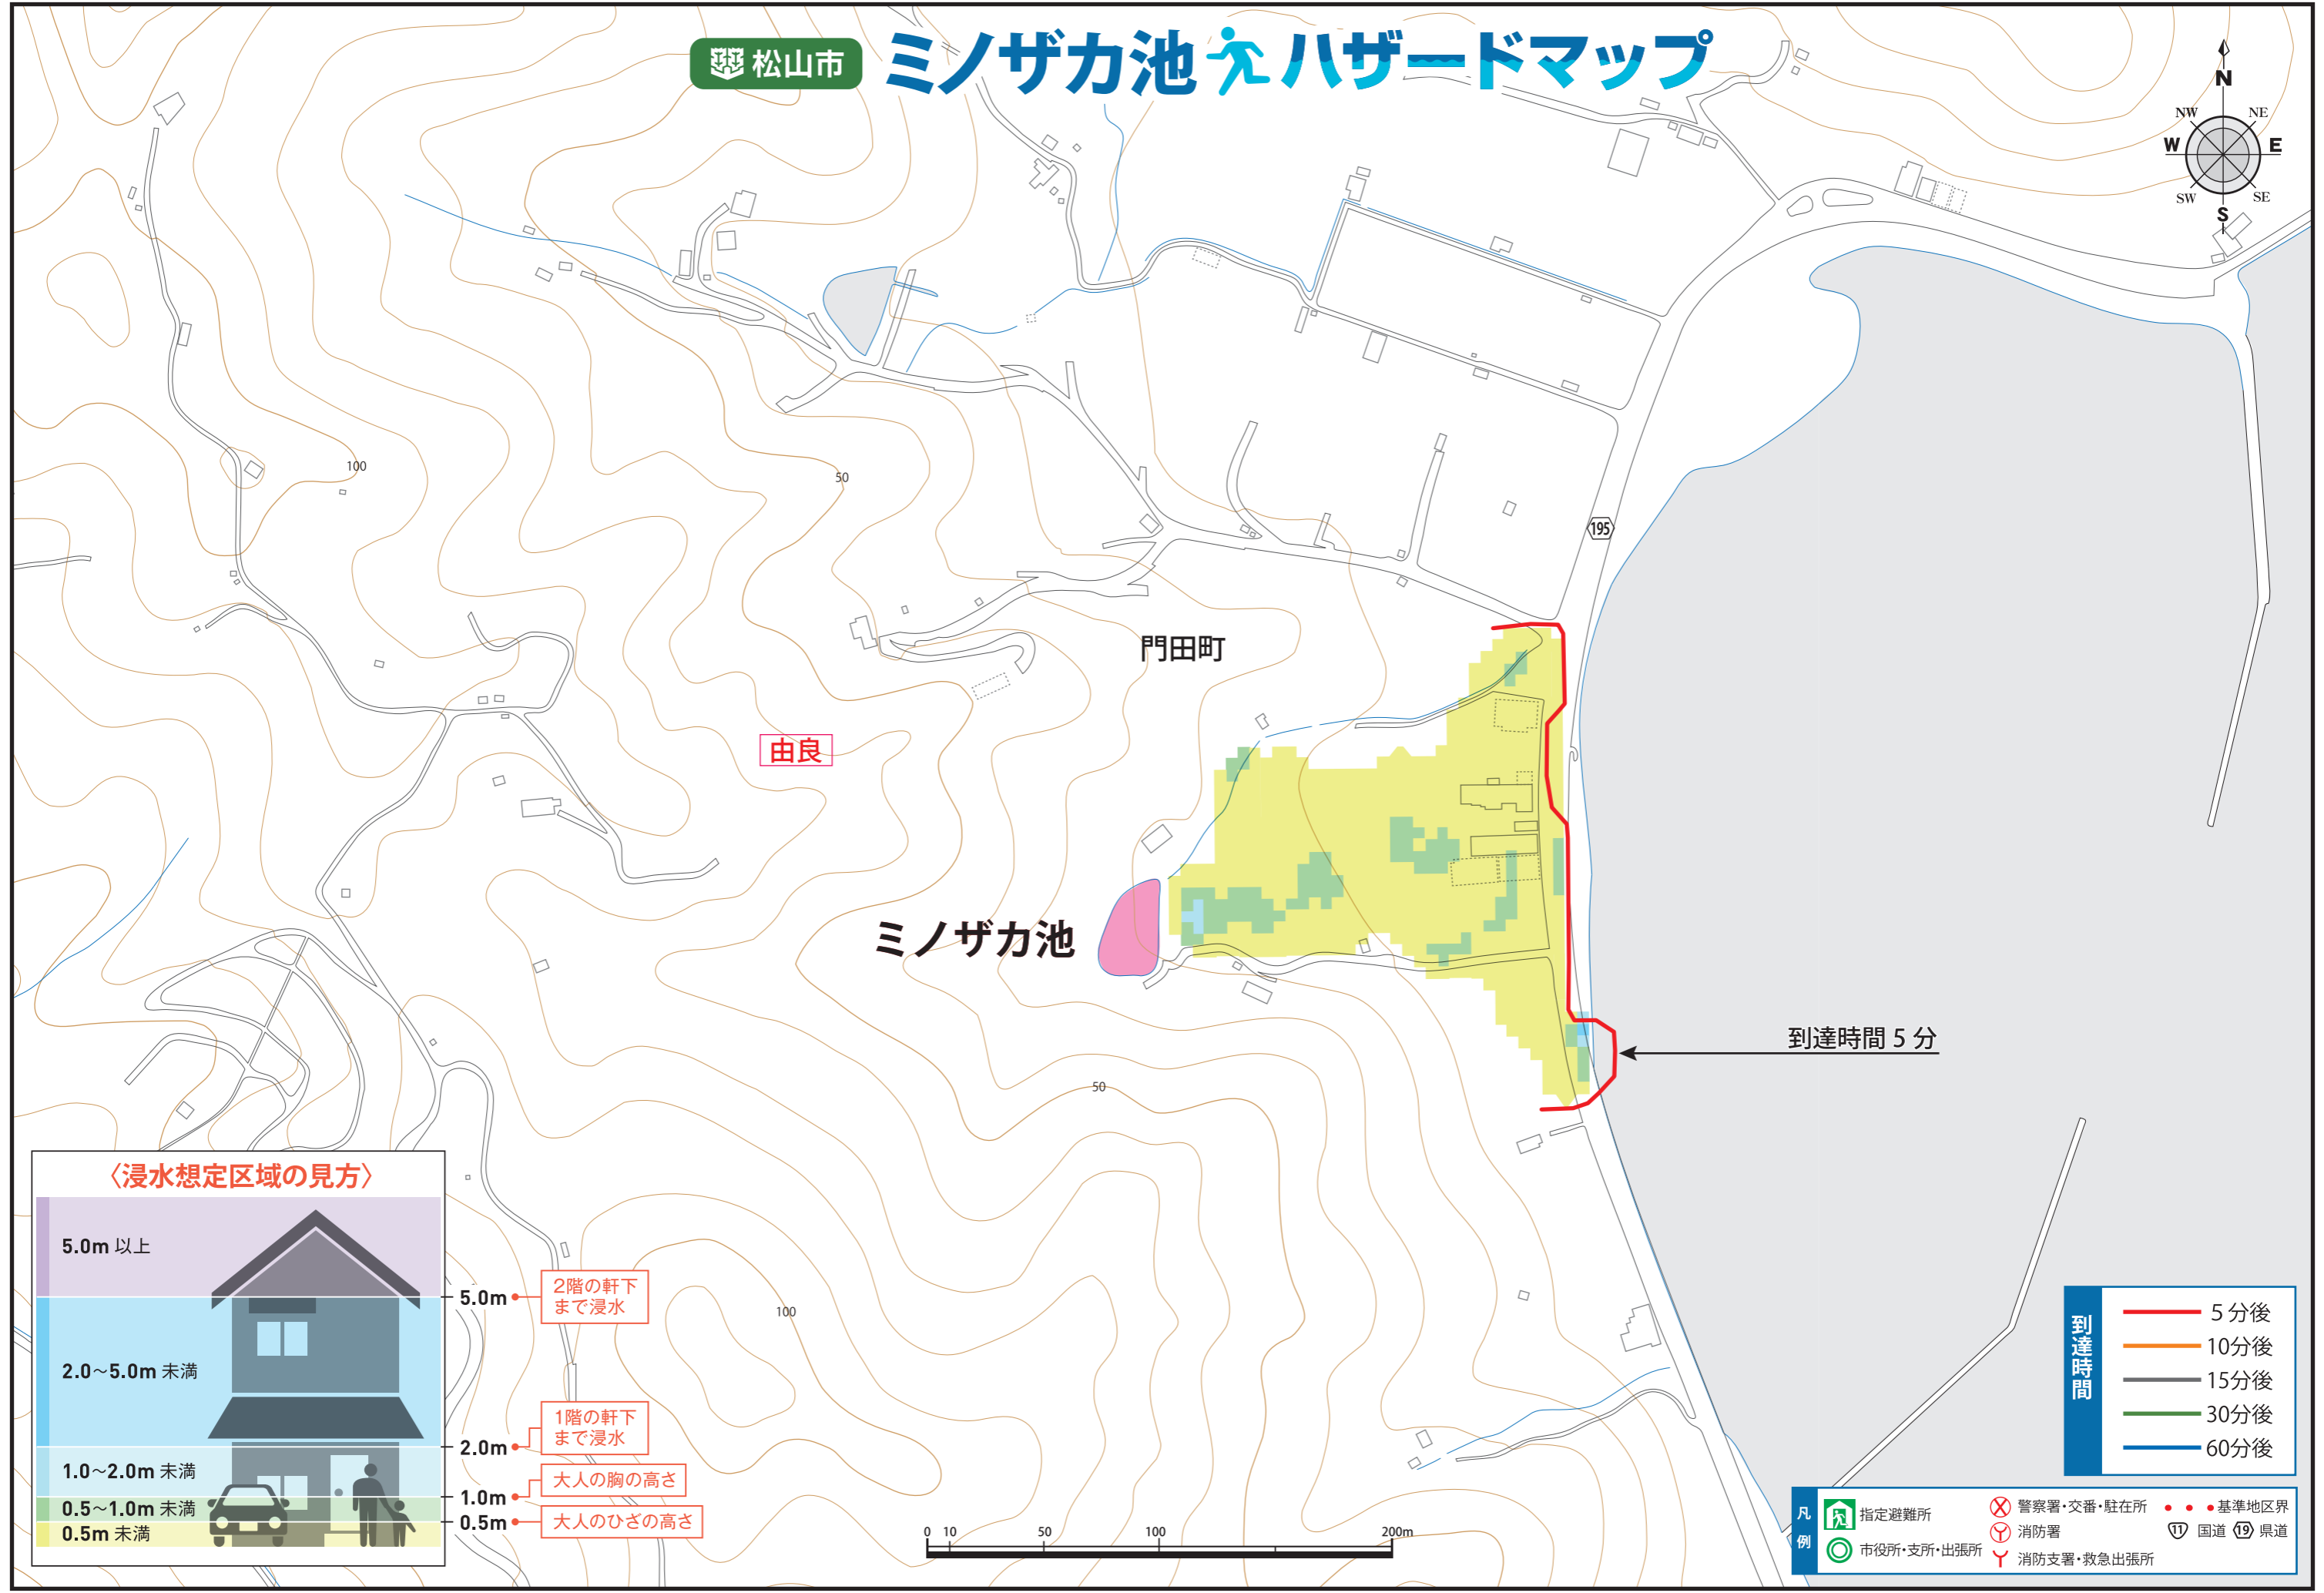 松山市 ミノザカ池 ハザードマップ
N
NW NE
W E
SW SE
S
100
50
195
門田町
由良
ミノザカ池
到達時間 5 分
50
100
〈浸水想定区域の見方〉
5.0m 以上
5.0m
2階の軒下
まで浸水
2.0〜5.0m 未満
1階の軒下
まで浸水
2.0m
1.0〜2.0m 未満
大人の胸の高さ
1.0m
0.5〜1.0m 未満
0.5m
大人のひざの高さ
0.5m 未満
0 10 50 100 200m
到達時間
5 分後
10分後
15分後
30分後
60分後
凡例
指定避難所
市役所・支所・出張所
警察署・交番・駐在所
消防署
消防支署・救急出張所
基準地区界
11 国道 19 県道